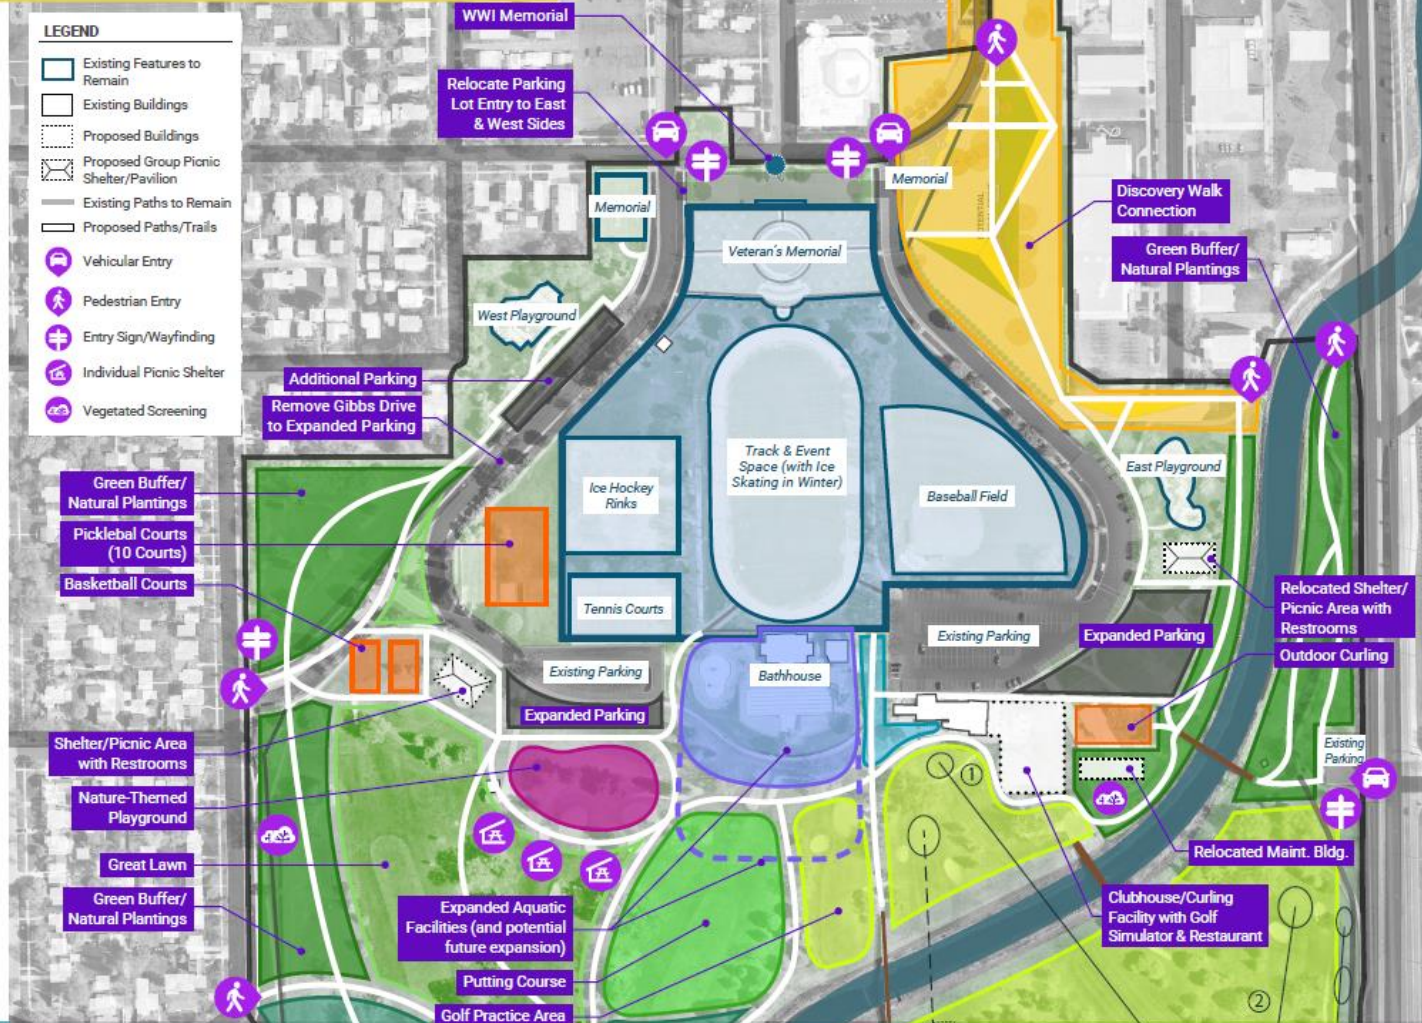 LEGEND
Existing Features to
Remain
Existing Buildings
Proposed Buildings
Proposed Group Picnic
Shelter/Pavilion
Existing Paths to Remain
Proposed Paths/Trails
Vehicular Entry
Pedestrian Entry
Entry Sign/Wayfinding
Individual Picnic Shelter
Vegetated Screening
WWI Memorial
Relocate Parking
Lot Entry to East
& West Sides
Memorial
Memorial
Discovery Walk
Connection
Green Buffer/
Natural Plantings
Veteran's Memorial
West Playground
Additional Parking
Remove Gibbs Drive
to Expanded Parking
Track & Event
Space (with Ice
Skating in Winter)
Ice Hockey
Rinks
Baseball Field
East Playground
Green Buffer/
Natural Plantings
Picklebal Courts
(10 Courts)
Basketball Courts
Tennis Courts
Relocated Shelter/
Picnic Area with
Restrooms
Existing Parking
Expanded Parking
Outdoor Curling
Existing Parking
Bathhouse
Expanded Parking
Shelter/Picnic Area
with Restrooms
Existing
Parking
Nature-Themed
Playground
1
Great Lawn
Relocated Maint. Bldg.
Green Buffer/
Natural Plantings
Expanded Aquatic
Facilities (and potential
future expansion)
Clubhouse/Curling
Facility with Golf
Simulator & Restaurant
Putting Course
2
Golf Practice Area